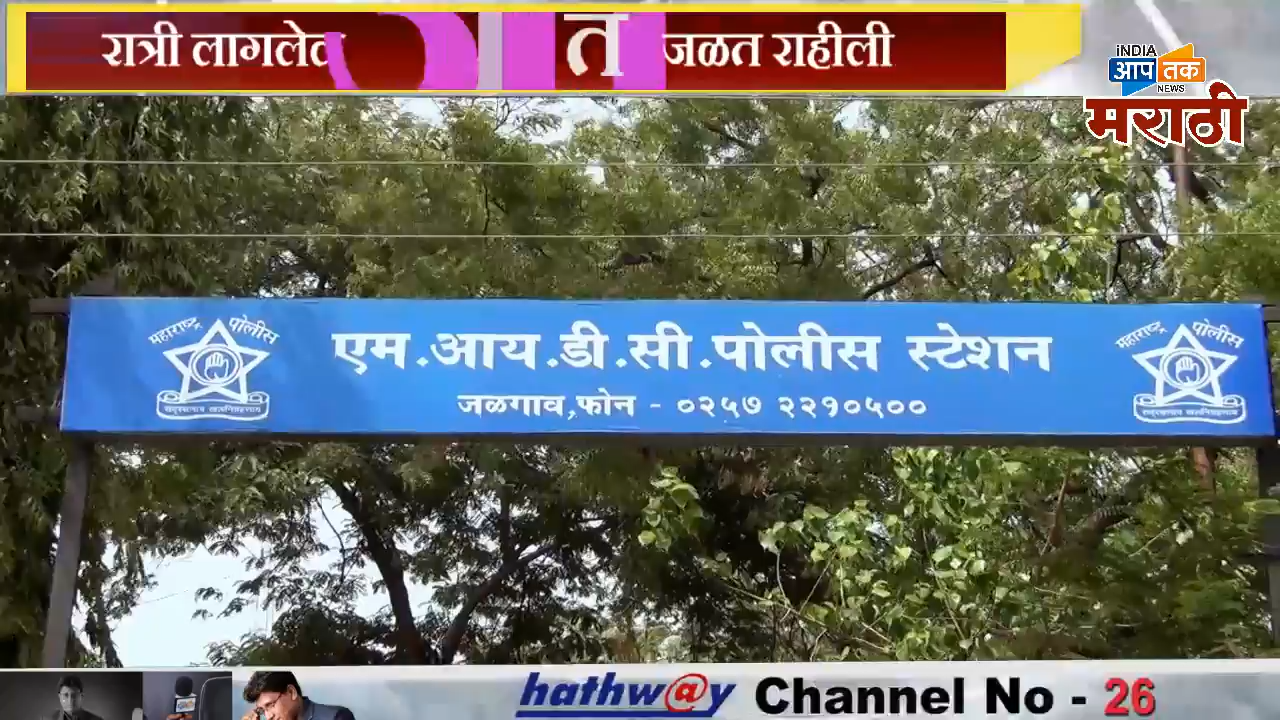 रात्री लागलेल त जळत राहीली
INDIA
आप तक
NEWS
मराठी
महाराष्ट्र पोलीस
एम.आय.डी.सी.पोलीस स्टेशन
महाराष्ट्र पोलीस
जळगाव,फोन - ०२५७ २२१०५००
hathw@y Channel No - 26